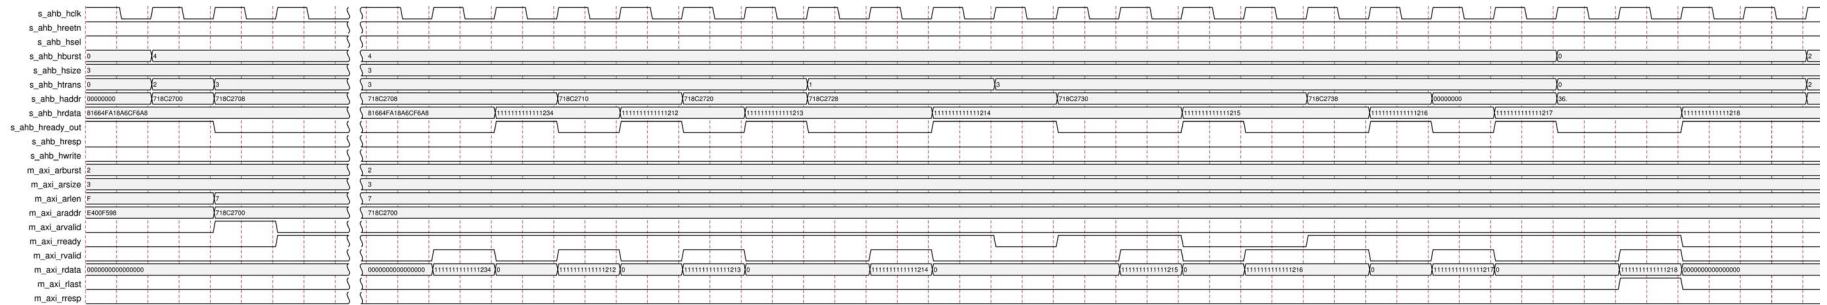 s_ahb_hclk
s_ahb_hreetn
s_ahb_hsel
s_ahb_hburst 0 4 4 0 2
s_ahb_hsize 3 3
s_ahb_htrans 0 2 3 3 1 3 0 2
s_ahb_haddr 00000000 718C2700 718C2708 718C2708 718C2710 718C2720 718C2728 718C2730 718C2738 00000000 36.
s_ahb_hrdata 81664FA18A6CF6A8 81664FA18A6CF6A8 1111111111111234 1111111111111212 1111111111111213 1111111111111214 1111111111111215 1111111111111216 1111111111111217 1111111111111218
s_ahb_hready_out
s_ahb_hresp
s_ahb_hwrite
m_axi_arburst 2 2
m_axi_arsize 3 3
m_axi_arlen F 7 7
m_axi_araddr E400F598 718C2700 718C2700
m_axi_arvalid
m_axi_rready
m_axi_rvalid
m_axi_rdata 0000000000000000 0000000000000000 1111111111111234 0 1111111111111212 0 1111111111111213 0 1111111111111214 0 1111111111111215 0 1111111111111216 0 1111111111111217 0 1111111111111218 0000000000000000
m_axi_rlast
m_axi_rresp